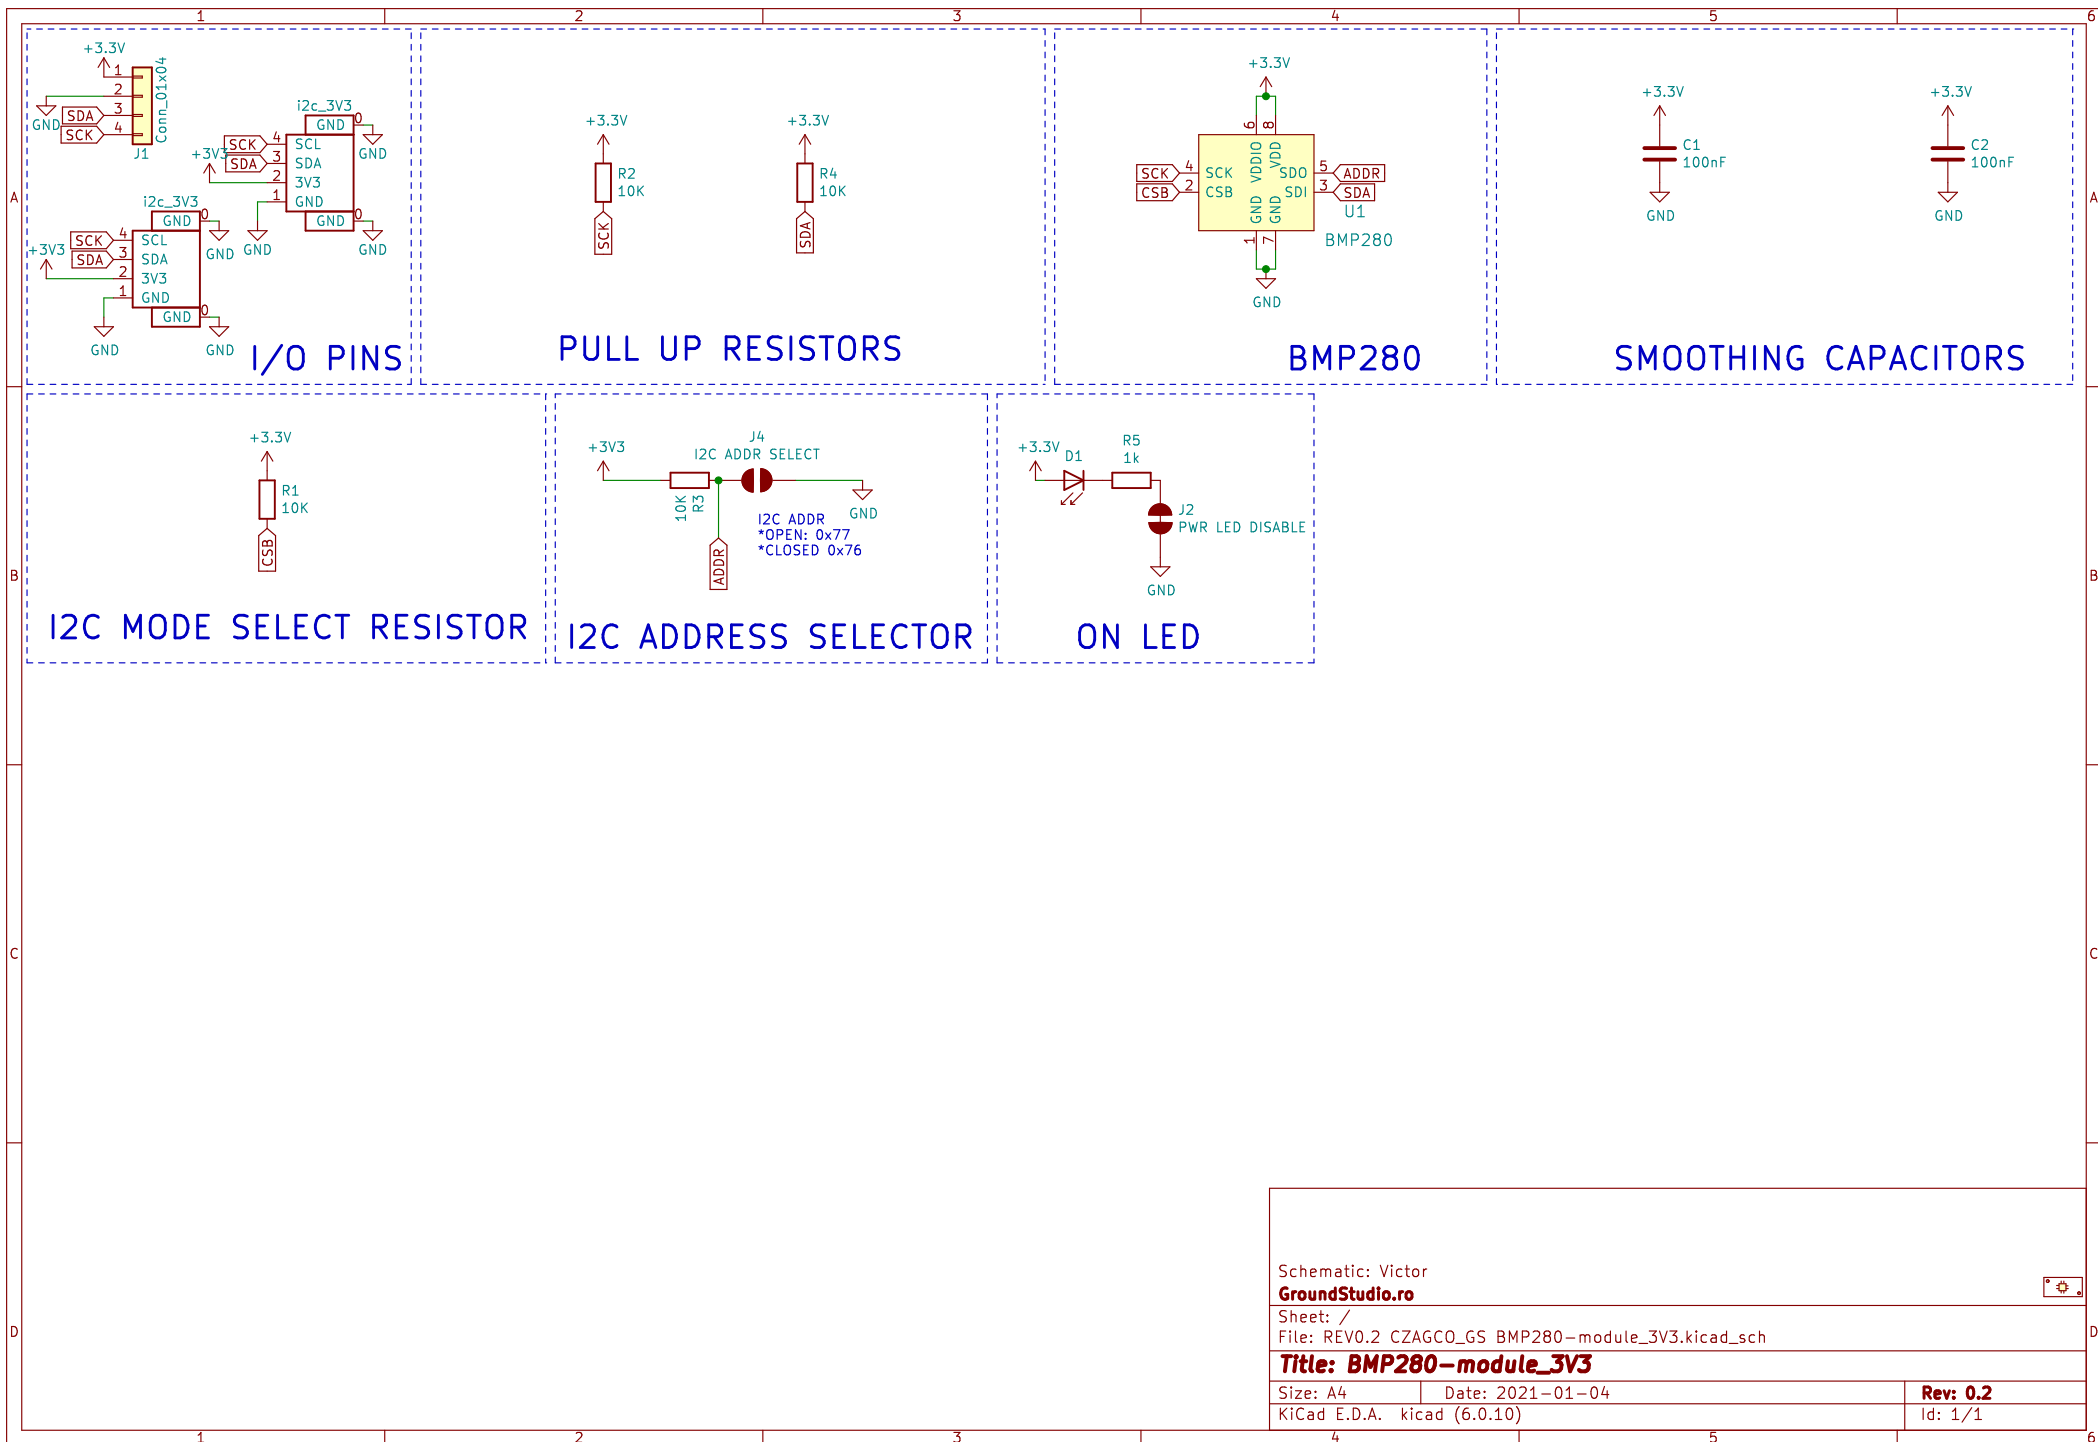 1 2 3 4 5 6
A
+3.3V
1
2
3
4
SDA
SCK
GND
Conn_01x04
J1
i2c_3V3
GND
0
GND
SCK
4
SCL
+3V3
SDA
3
SDA
2
3V3
1
GND
GND
0
GND
GND
i2c_3V3
GND
0
GND
SCK
4
SCL
+3V3
SDA
3
SDA
2
3V3
1
GND
GND
0
GND
GND
I/O PINS
+3.3V
R2
10K
SCK
+3.3V
R4
10K
SDA
PULL UP RESISTORS
+3.3V
6
8
VDDIO
VDD
SCK
4
SCK
SDO
5
ADDR
CSB
2
CSB
SDI
3
SDA
GND
GND
1
7
U1
BMP280
GND
BMP280
+3.3V
C1
100nF
GND
+3.3V
C2
100nF
GND
SMOOTHING CAPACITORS
A
B
+3.3V
R1
10K
CSB
I2C MODE SELECT RESISTOR
+3V3
J4
I2C ADDR SELECT
10K
R3
GND
I2C ADDR
*OPEN: 0x77
*CLOSED 0x76
ADDR
I2C ADDRESS SELECTOR
+3.3V
D1
R5
1k
J2
PWR LED DISABLE
GND
ON LED
B
C
C
D
D
Schematic: Victor
GroundStudio.ro
Sheet: /
File: REV0.2 CZAGCO_GS BMP280-module_3V3.kicad_sch
Title: BMP280-module_3V3
Size: A4 Date: 2021-01-04 Rev: 0.2
KiCad E.D.A. kicad (6.0.10) Id: 1/1
1 2 3 4 5 6